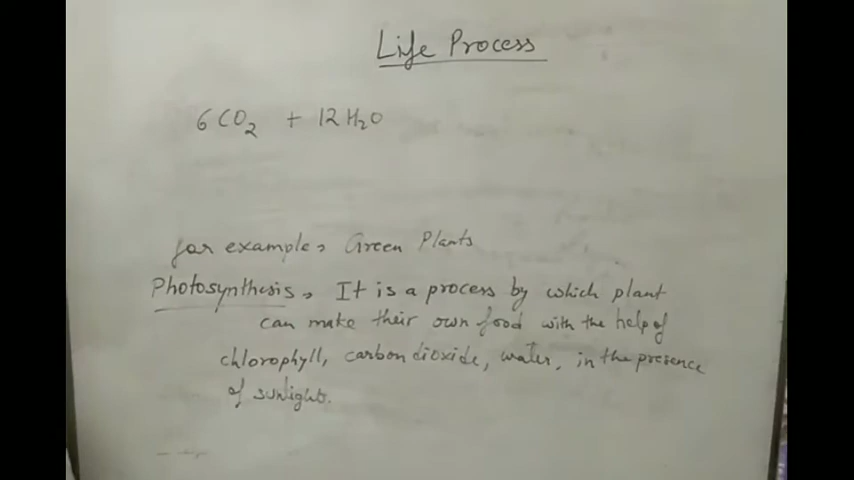 Life Process
6CO₂ + 12H₂O
for example, Green Plants
Photosynthesis, It is a process by which plant
can make their own food with the help of
chlorophyll, carbon dioxide, water, in the presence
of sunlight.